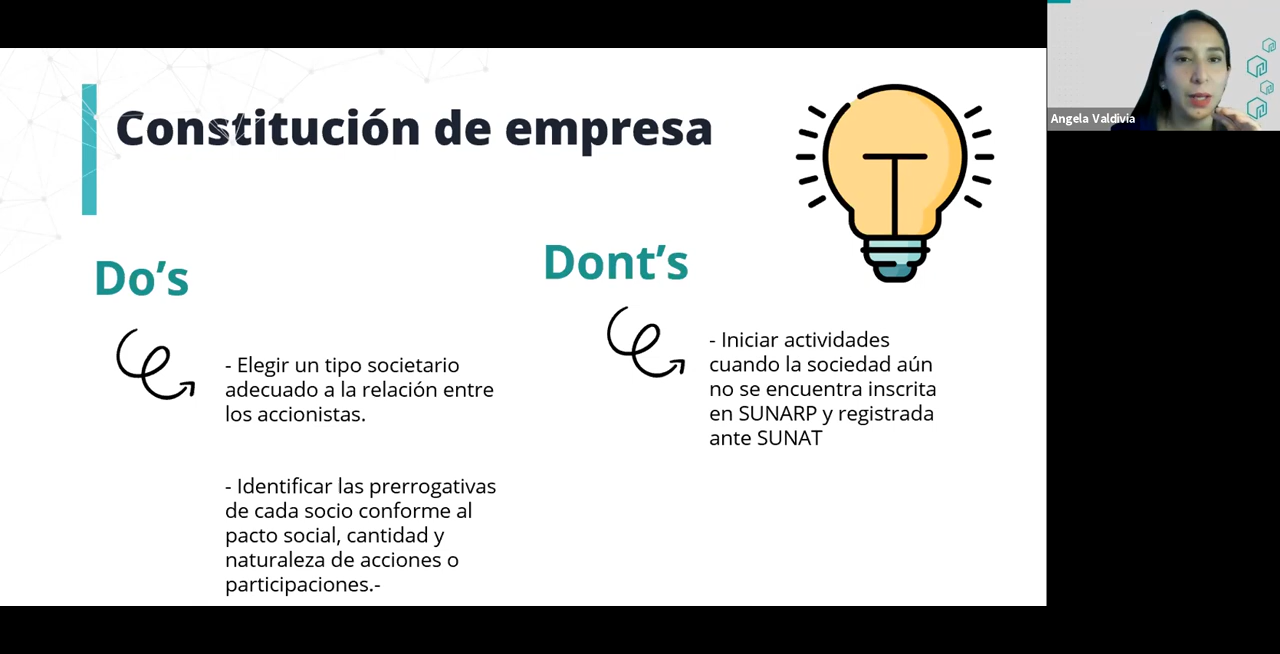 Constitución de empresa
Do’s
- Elegir un tipo societario
adecuado a la relación entre
los accionistas.
- Identificar las prerrogativas
de cada socio conforme al
pacto social, cantidad y
naturaleza de acciones o
participaciones.-
Dont’s
- Iniciar actividades
cuando la sociedad aún
no se encuentra inscrita
en SUNARP y registrada
ante SUNAT
Angela Valdivia